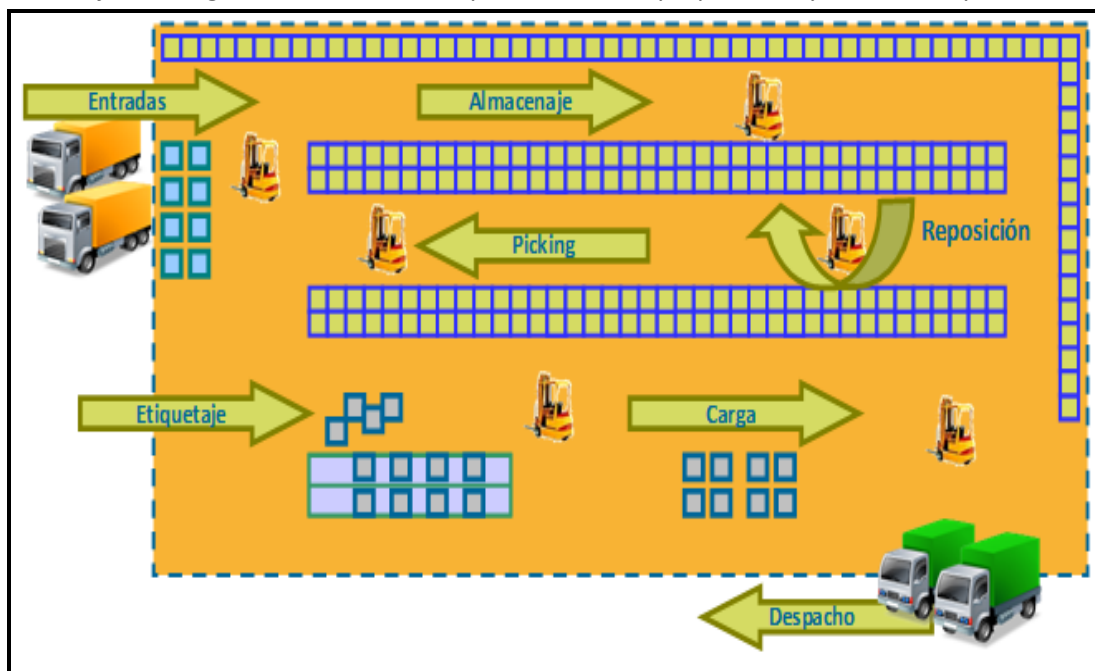 Entradas
Almacenaje
Reposición
Picking
Etiquetaje
Carga
Despacho